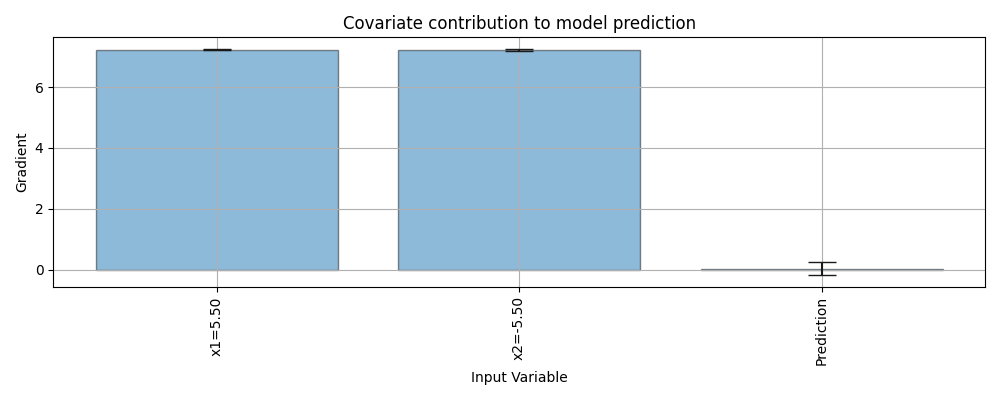 Covariate contribution to model prediction
Gradient
6
4
2
0
x1=5.50
x2=-5.50
Prediction
Input Variable